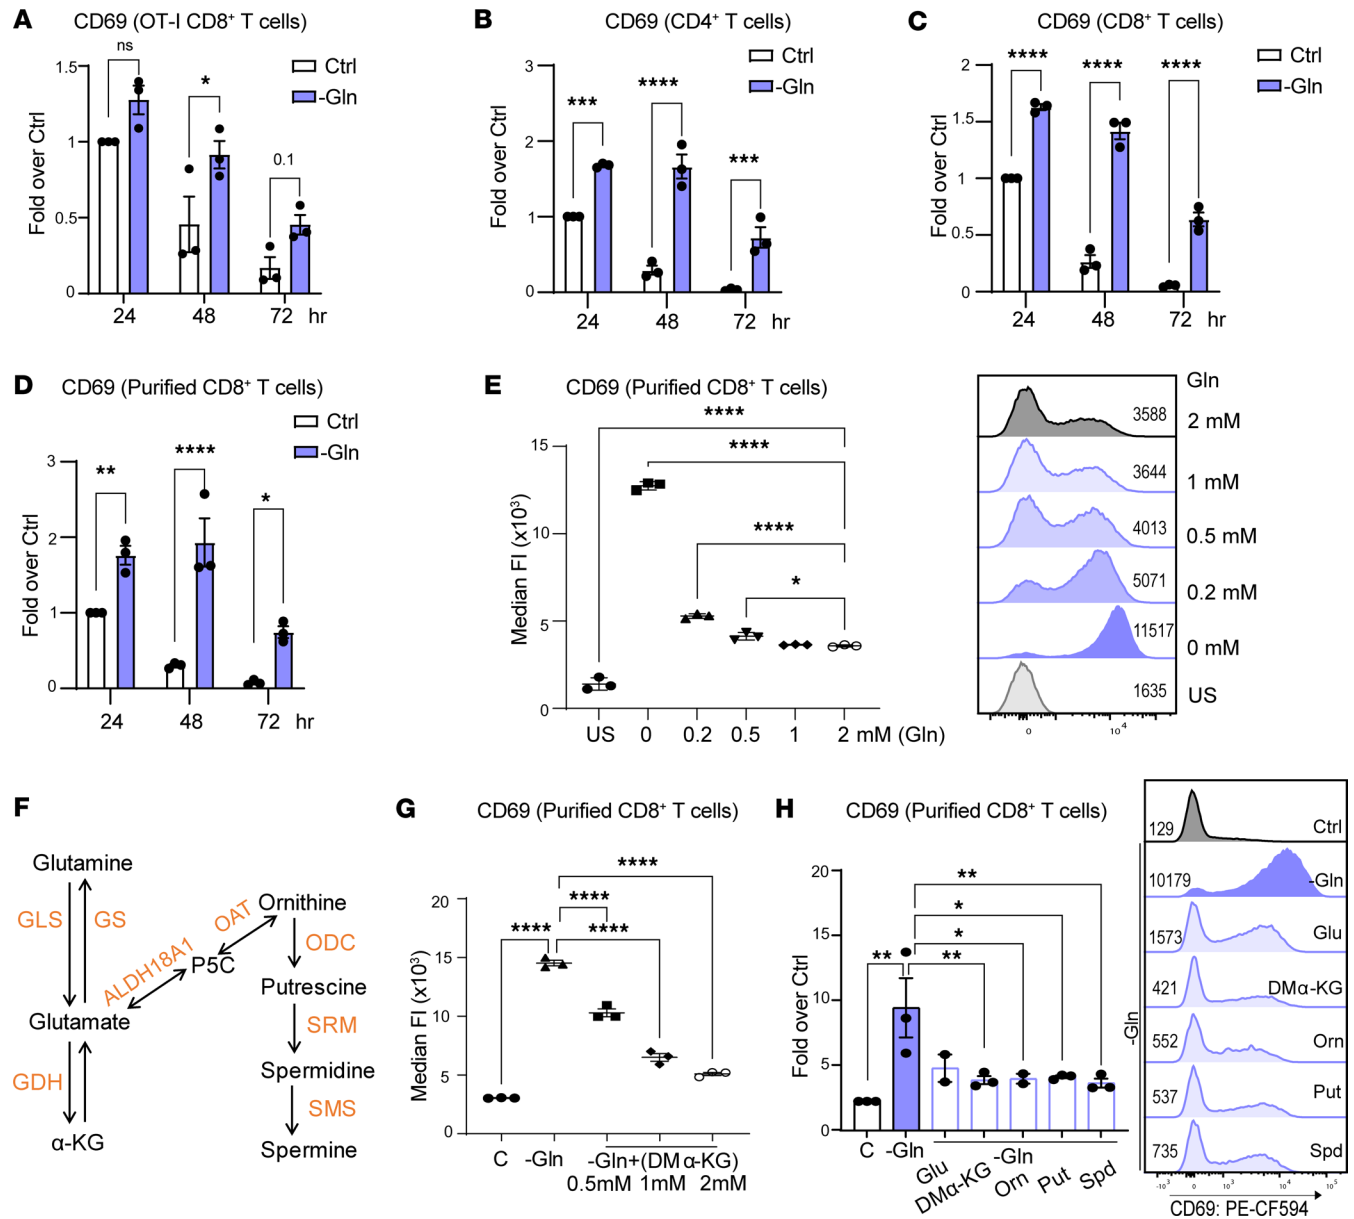 A
CD69 (OT-I CD8⁺ T cells)
Fold over Ctrl
1.5
1
0.5
0
ns
*
0.1
Ctrl
-Gln
24 48 72 hr
B
CD69 (CD4⁺ T cells)
Fold over Ctrl
3
2
1
0
***
****
***
Ctrl
-Gln
24 48 72 hr
C
CD69 (CD8⁺ T cells)
Fold over Ctrl
2
1.5
1
0.5
0
****
****
****
Ctrl
-Gln
24 48 72 hr
D
CD69 (Purified CD8⁺ T cells)
Fold over Ctrl
3
2
1
0
**
****
*
Ctrl
-Gln
24 48 72 hr
E
CD69 (Purified CD8⁺ T cells)
Median FI (x10³)
15
10
5
0
****
****
****
*
US 0 0.2 0.5 1 2 mM (Gln)
Gln
3588 2 mM
3644 1 mM
4013 0.5 mM
5071 0.2 mM
11517 0 mM
1635 US
0 10⁴
F
Glutamine
GLS GS
Glutamate
GDH
α-KG
ALDH18A1
P5C
OAT
Ornithine
ODC
Putrescine
SRM
Spermidine
SMS
Spermine
G
CD69 (Purified CD8⁺ T cells)
Median FI (x10³)
20
15
10
5
0
****
****
****
****
C -Gln -Gln+(DM α-KG)
0.5mM 1mM 2mM
H
CD69 (Purified CD8⁺ T cells)
Fold over Ctrl
20
15
10
5
0
**
*
*
**
**
C -Gln
-Gln
Glu DMα-KG Orn Put Spd
129 Ctrl
10179 -Gln
1573 Glu
421 DMα-KG
552 Orn
537 Put
735 Spd
-Gln
-10³ 0 10³ 10⁴ 10⁵
CD69: PE-CF594